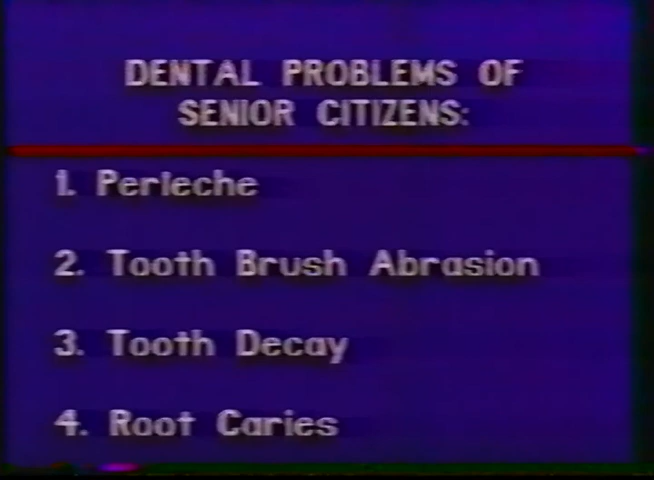 DENTAL PROBLEMS OF
SENIOR CITIZENS:
1. Perleche
2. Tooth Brush Abrasion
3. Tooth Decay
4. Root Caries